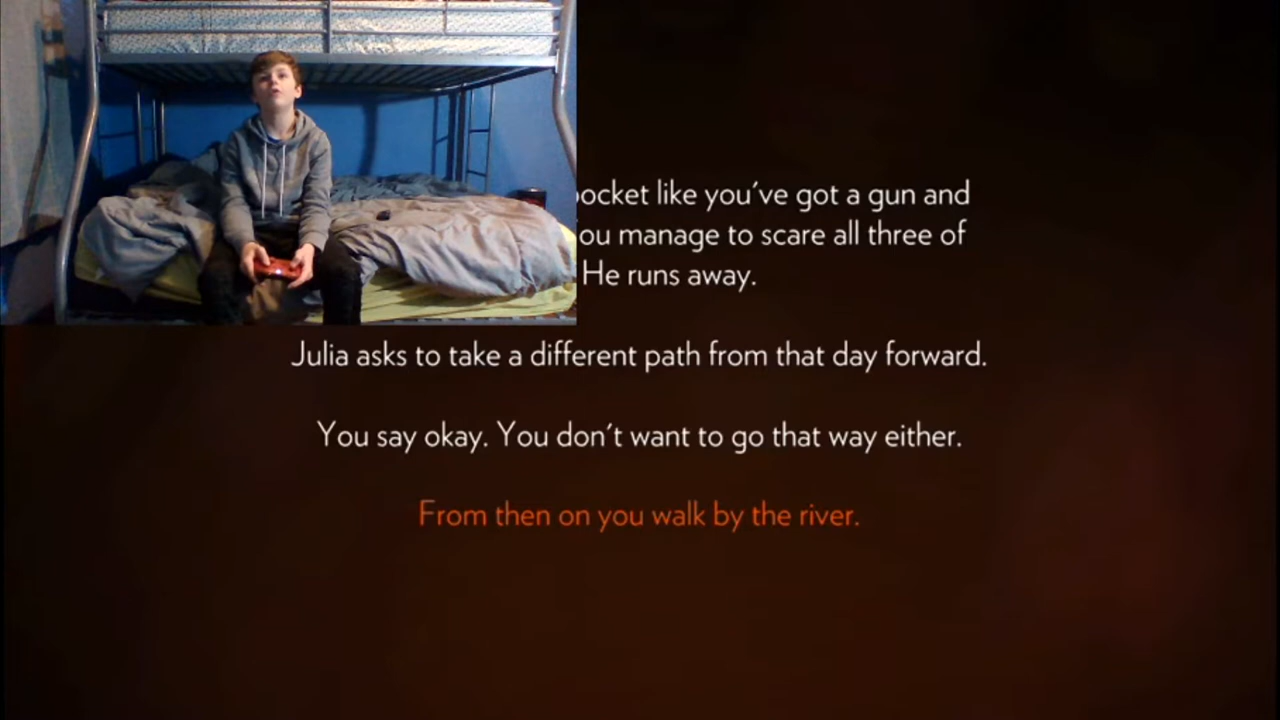 like you've got a gun and
manage to scare all three of
He runs away.
Julia asks to take a different path from that day forward.
You say okay. You don't want to go that way either.
From then on you walk by the river.